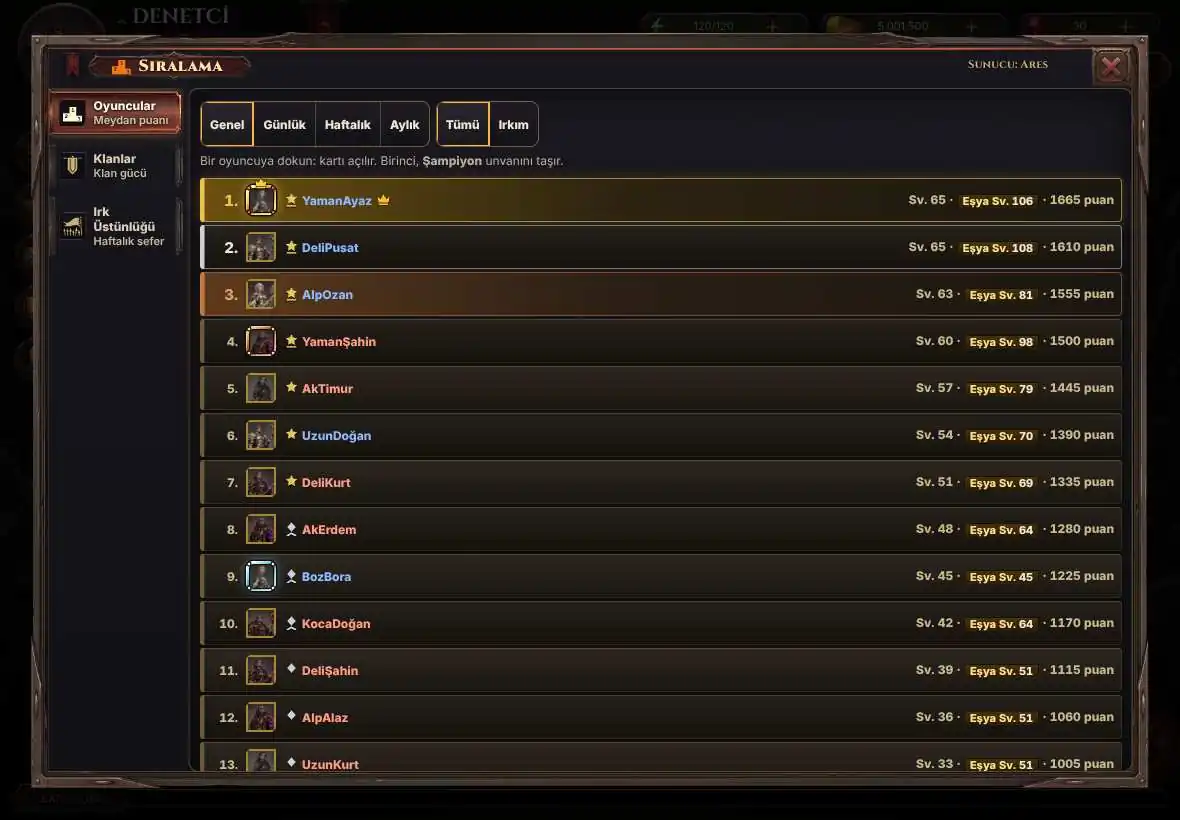 DENETCİ
120/120
5.001.500
30
SIRALAMA
SUNUCU: ARES
Oyuncular
Meydan puanı
Klanlar
Klan gücü
Irk
Üstünlüğü
Haftalık sefer
Genel Günlük Haftalık Aylık Tümü Irkım
Bir oyuncuya dokun: kartı açılır. Birinci, Şampiyon unvanını taşır.
1. YamanAyaz Sv. 65 · Eşya Sv. 106 · 1665 puan
2. DeliPusat Sv. 65 · Eşya Sv. 108 · 1610 puan
3. AlpOzan Sv. 63 · Eşya Sv. 81 · 1555 puan
4. YamanŞahin Sv. 60 · Eşya Sv. 98 · 1500 puan
5. AkTimur Sv. 57 · Eşya Sv. 79 · 1445 puan
6. UzunDoğan Sv. 54 · Eşya Sv. 70 · 1390 puan
7. DeliKurt Sv. 51 · Eşya Sv. 69 · 1335 puan
8. AkErdem Sv. 48 · Eşya Sv. 64 · 1280 puan
9. BozBora Sv. 45 · Eşya Sv. 45 · 1225 puan
10. KocaDoğan Sv. 42 · Eşya Sv. 64 · 1170 puan
11. DeliŞahin Sv. 39 · Eşya Sv. 51 · 1115 puan
12. AlpAlaz Sv. 36 · Eşya Sv. 51 · 1060 puan
13. UzunKurt Sv. 33 · Eşya Sv. 51 · 1005 puan